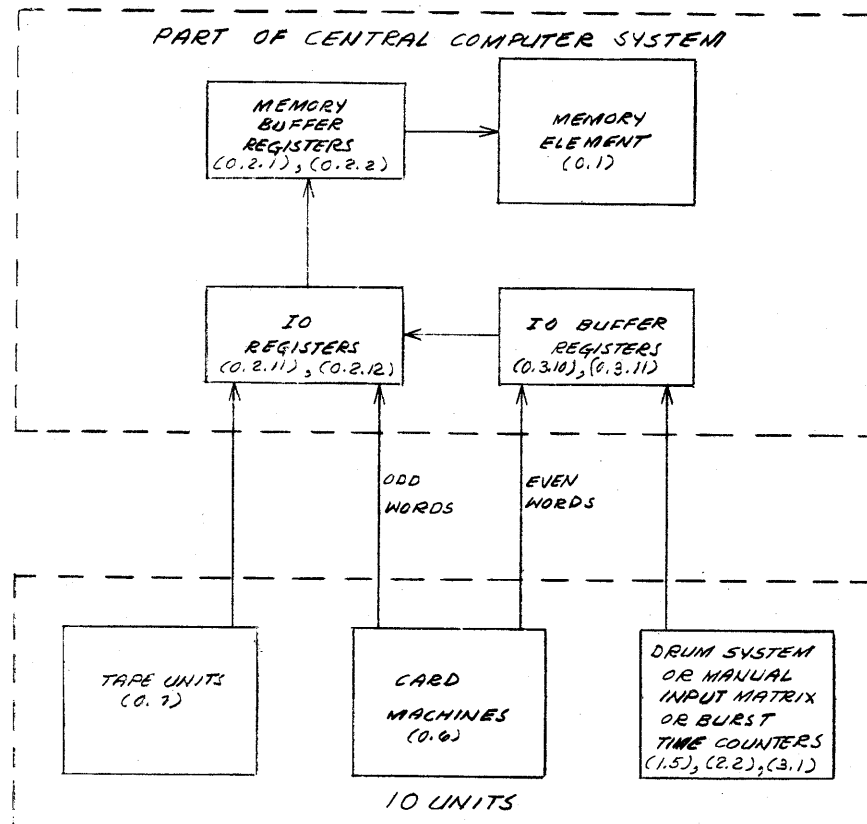 PART OF CENTRAL COMPUTER SYSTEM
MEMORY
BUFFER
REGISTERS
(0.2.1), (0.2.2)
MEMORY
ELEMENT
(0.1)
IO
REGISTERS
(0.2.11), (0.2.12)
IO BUFFER
REGISTERS
(0.3.10), (0.3.11)
ODD
WORDS
EVEN
WORDS
TAPE UNITS
(0.7)
CARD
MACHINES
(0.6)
DRUM SYSTEM
OR MANUAL
INPUT MATRIX
OR BURST
TIME COUNTERS
(1.5), (2.2), (3.1)
IO UNITS